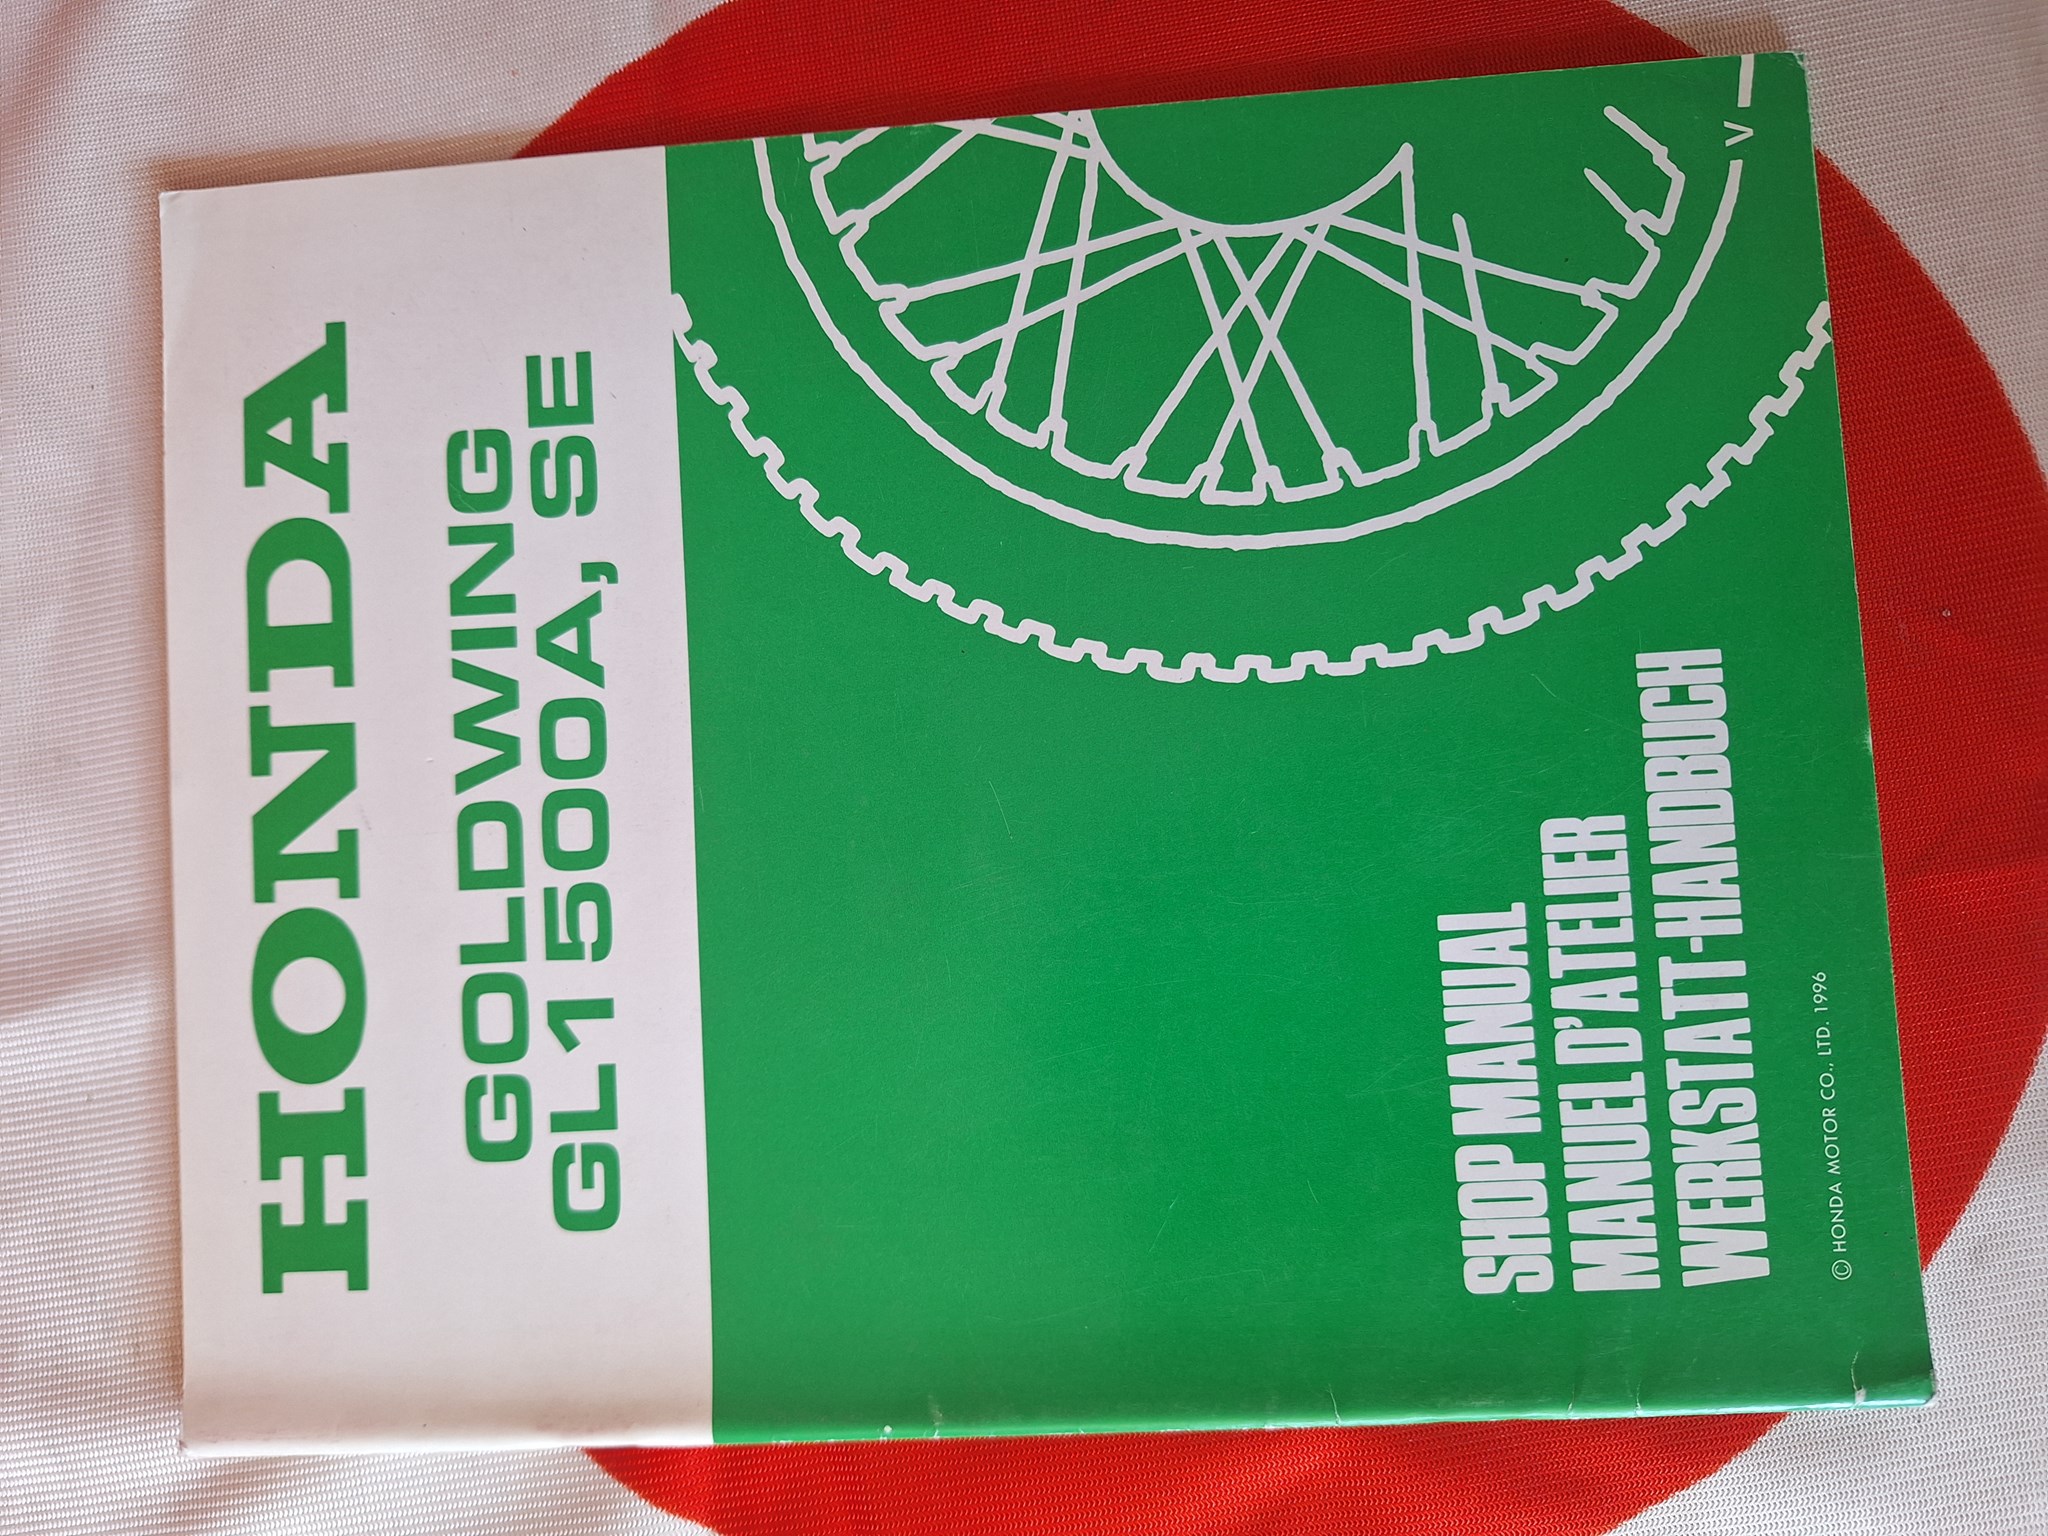 HONDA
GOLDWING
GL1500A, SE
SHOP MANUAL
MANUEL D'ATELIER
WERKSTATT-HANDBUCH
© HONDA MOTOR CO., LTD. 1996